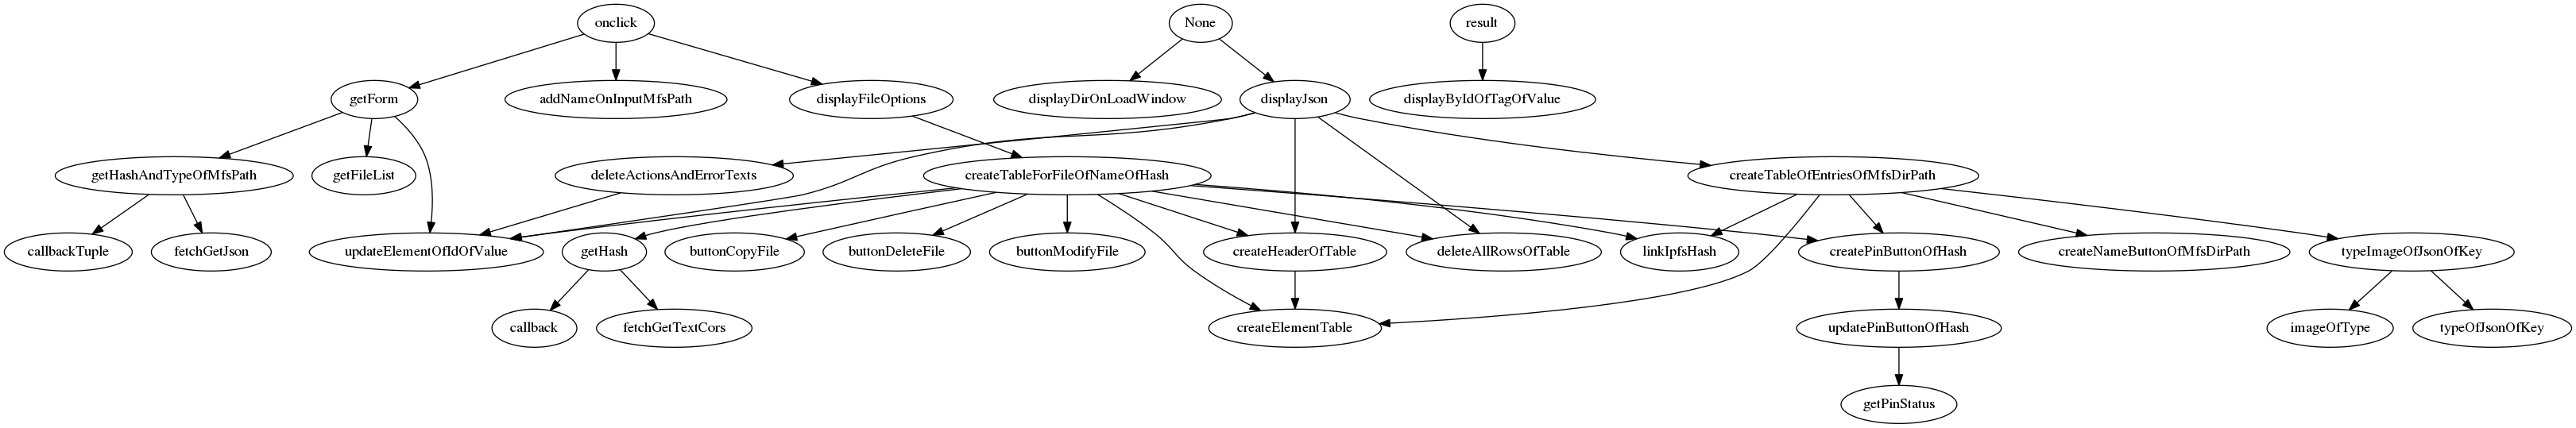 onclick
None
result
getForm
addNameOnInputMfsPath
displayFileOptions
displayDirOnLoadWindow
displayJson
displayByIdOfTagOfValue
getHashAndTypeOfMfsPath
getFileList
deleteActionsAndErrorTexts
createTableForFileOfNameOfHash
createTableOfEntriesOfMfsDirPath
callbackTuple
fetchGetJson
updateElementOfIdOfValue
getHash
buttonCopyFile
buttonDeleteFile
buttonModifyFile
createHeaderOfTable
deleteAllRowsOfTable
linkIpfsHash
createPinButtonOfHash
createNameButtonOfMfsDirPath
typeImageOfJsonOfKey
callback
fetchGetTextCors
createElementTable
updatePinButtonOfHash
imageOfType
typeOfJsonOfKey
getPinStatus